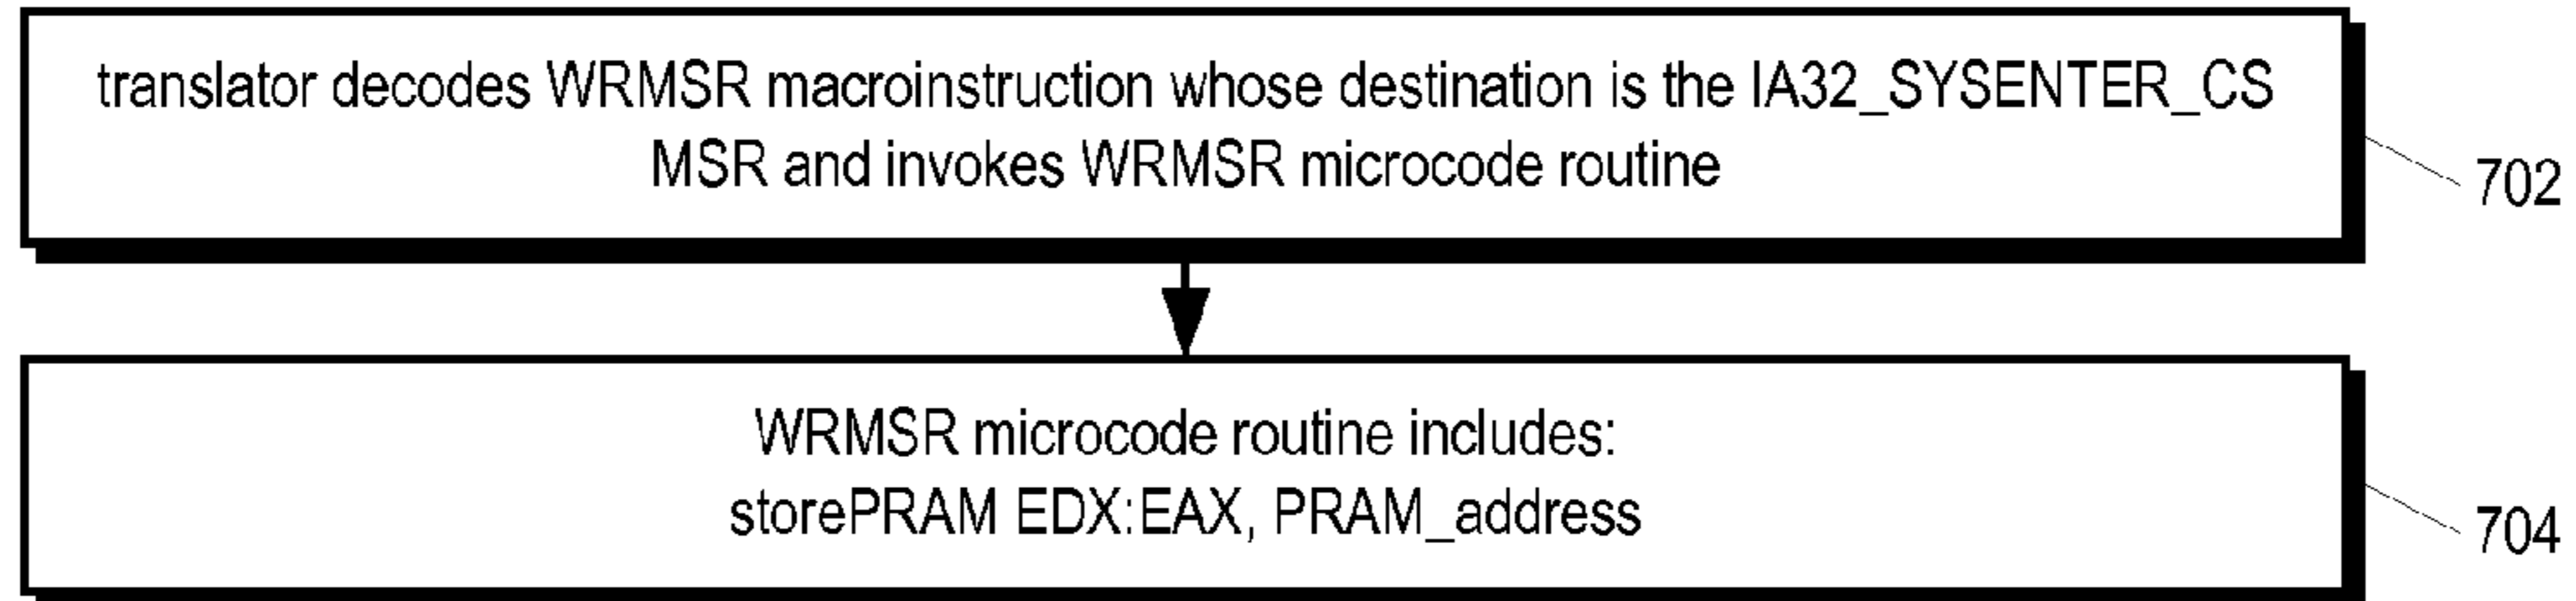 translator decodes WRMSR macroinstruction whose destination is the IA32_SYSENTER_CS
MSR and invokes WRMSR microcode routine
702
WRMSR microcode routine includes:
storePRAM EDX:EAX, PRAM_address
704